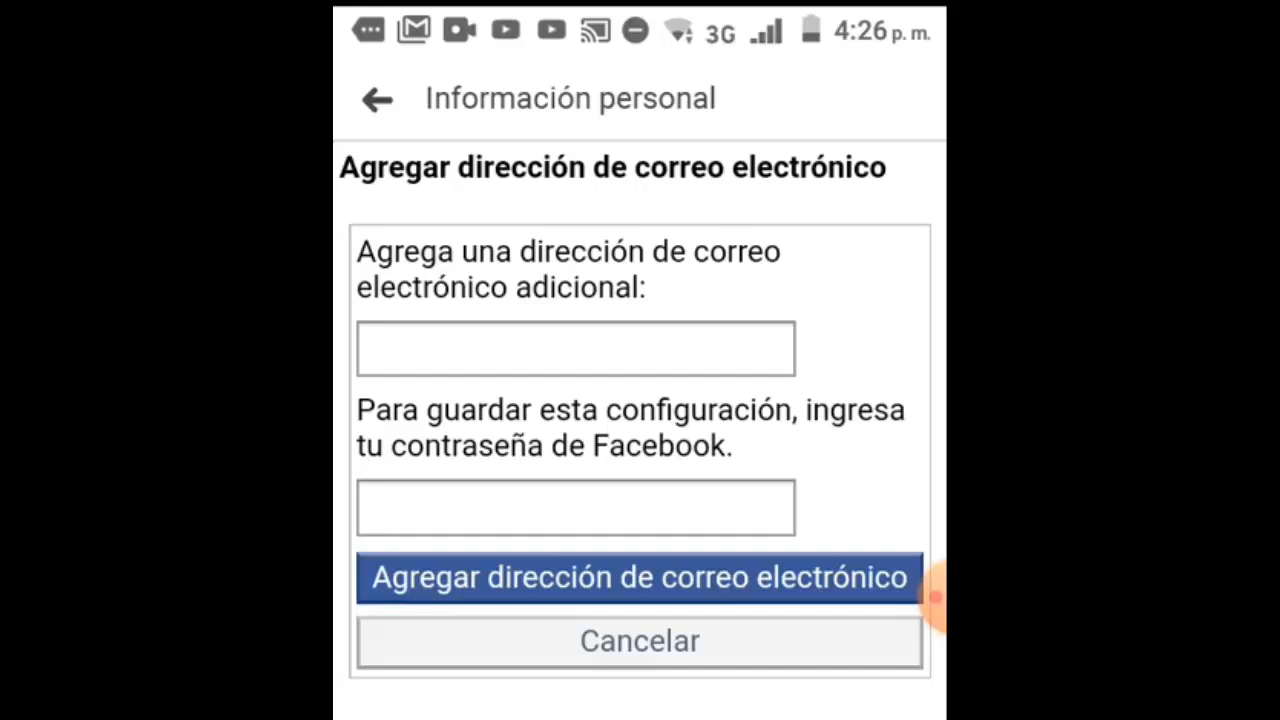 3G 4:26 p. m.
Información personal
Agregar dirección de correo electrónico
Agrega una dirección de correo
electrónico adicional:
Para guardar esta configuración, ingresa
tu contraseña de Facebook.
Agregar dirección de correo electrónico
Cancelar